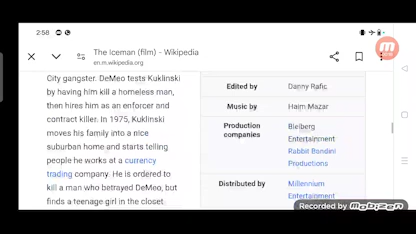 2:58
The Iceman (film) - Wikipedia
en.m.wikipedia.org
City gangster. DeMeo tests Kuklinski
by having him kill a homeless man,
then hires him as an enforcer and
contract killer. In 1975, Kuklinski
moves his family into a nice
suburban home and starts telling
people he works at a currency
trading company. He is ordered to
kill a man who betrayed DeMeo, but
finds a teenage girl in the closet
Edited by Danny Rafic
Music by Haim Mazar
Production companies Bleiberg Entertainment
Rabbit Bandini Productions
Distributed by Millennium Entertainment
Recorded by Mobizen